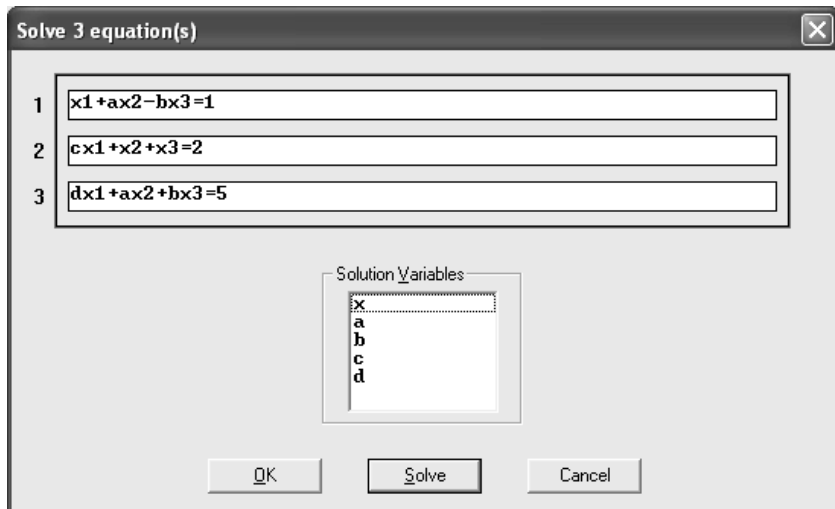 Solve 3 equation(s)
1 x1+ax2-bx3=1
2 cx1+x2+x3=2
3 dx1+ax2+bx3=5
Solution Variables
x
a
b
c
d
OK Solve Cancel